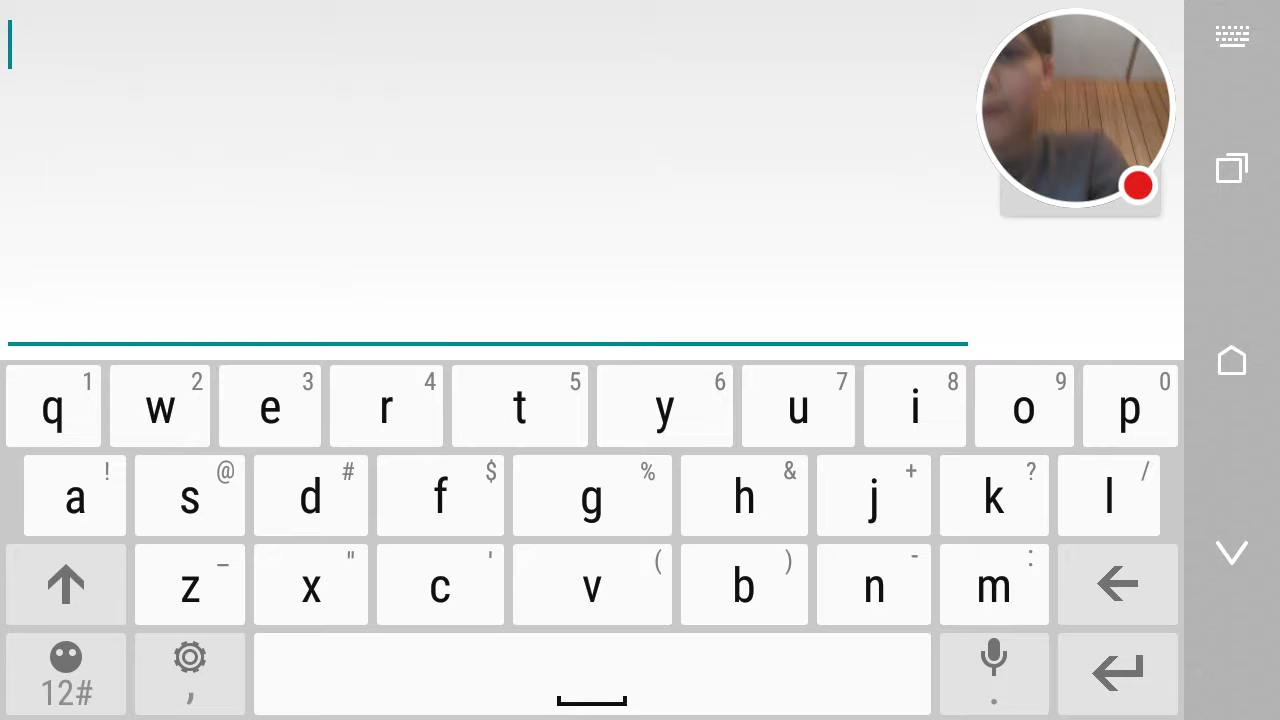 1 2 3 4 5 6 7 8 9 0
q w e r t y u i o p
! @ # $ % & + ? /
a s d f g h j k l
_ " ' ( ) - :
z x c v b n m
12# , .